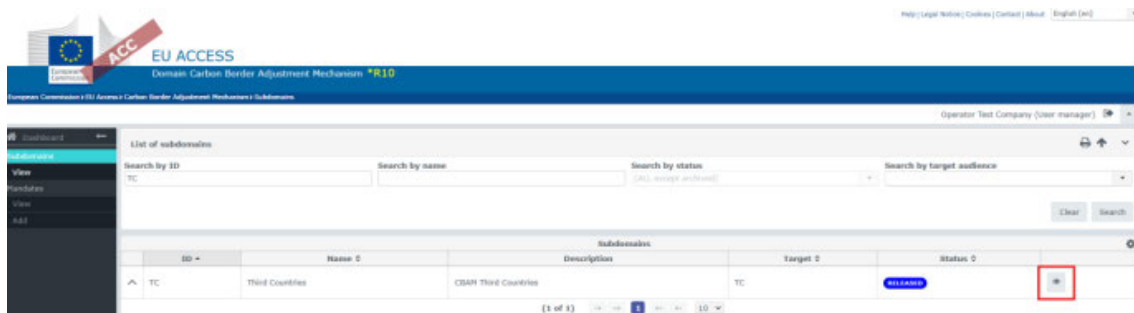 Help | Legal Notice | Cookies | Contact | About English (en)
ACC
European
Commission
EU ACCESS
Domain Carbon Border Adjustment Mechanism *R10
European Commission > EU Access > Carbon Border Adjustment Mechanism > Subdomains
Operator Test Company (User manager)
Dashboard
Subdomains
View
Mandates
View
Add
List of subdomains
Search by ID Search by name Search by status Search by target audience
TC (ALL except archived)
Clear Search
Subdomains
ID Name Description Target Status
TC Third Countries CBAM Third Countries TC RELEASED
(1 of 1) 1 10